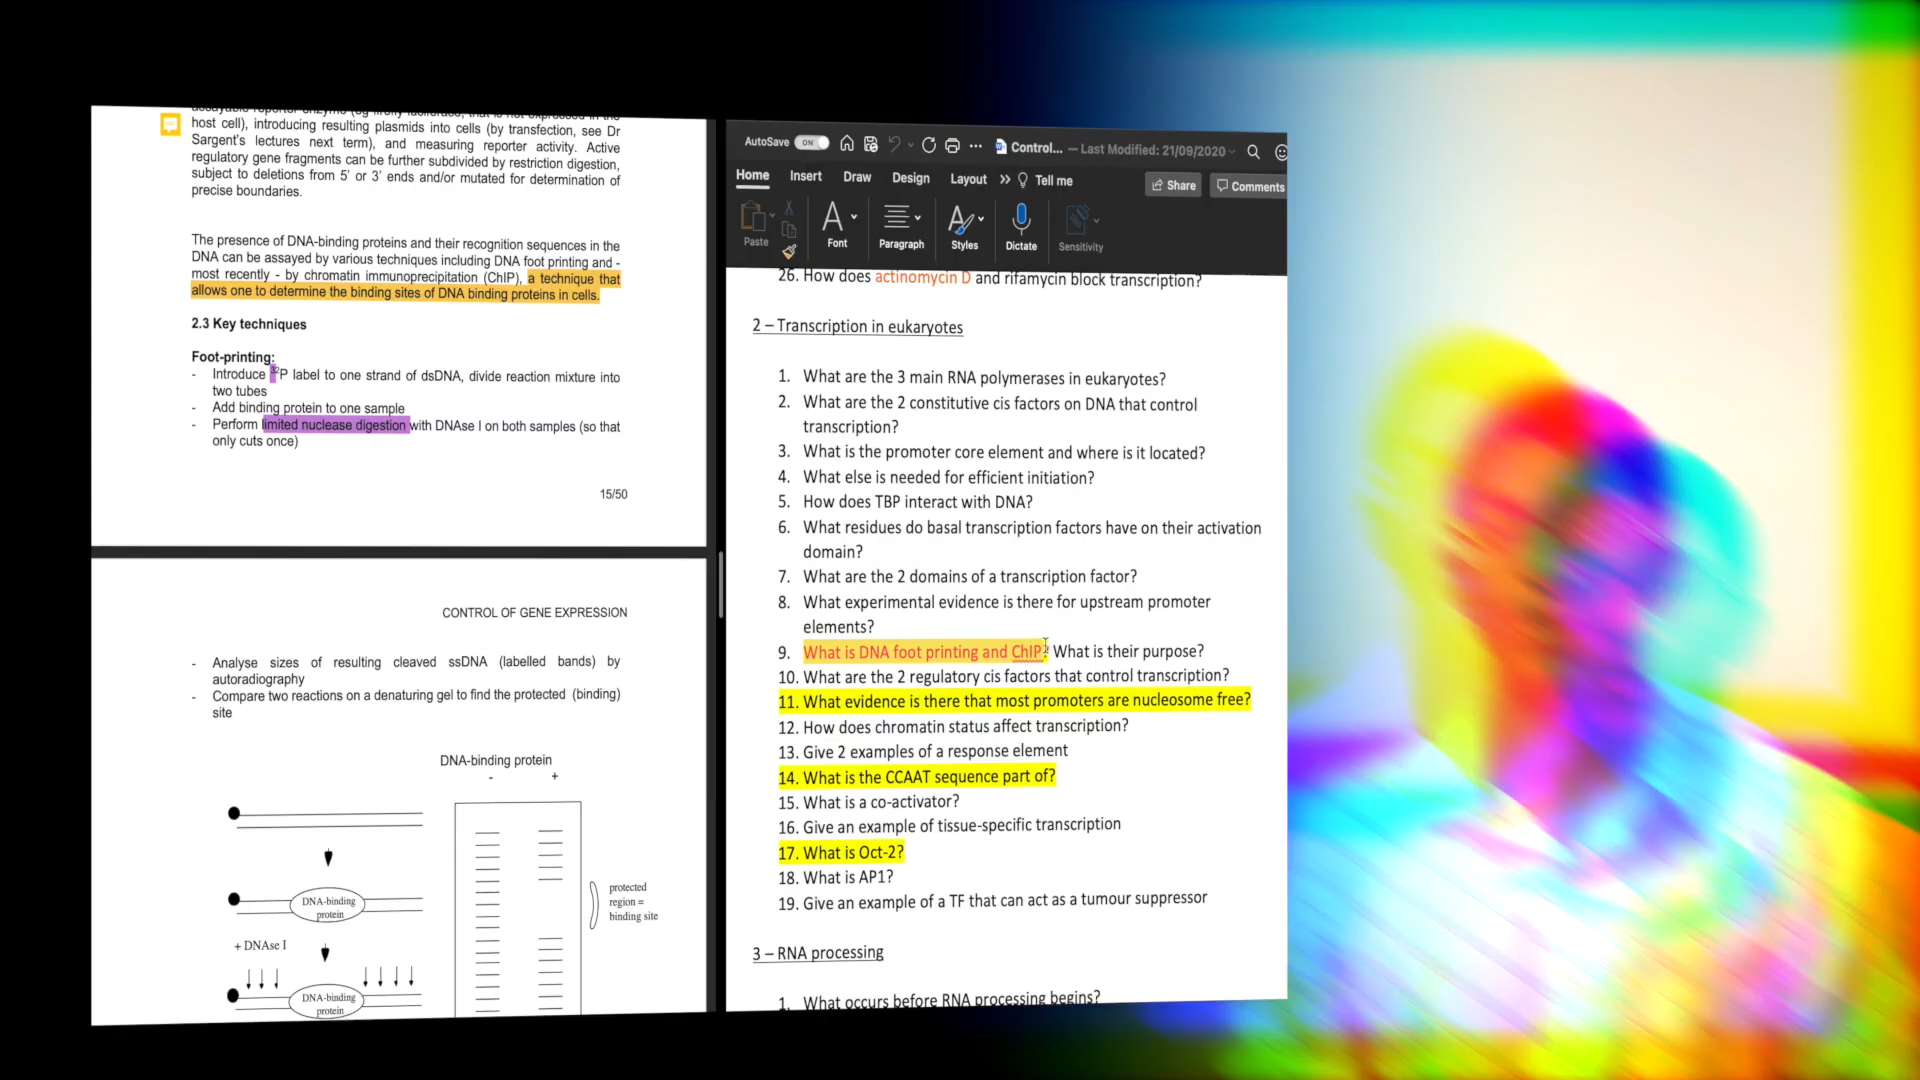 assayable reporter enzyme (eg firefly luciferase, that is not expressed in the
host cell), introducing resulting plasmids into cells (by transfection, see Dr
Sargent's lectures next term), and measuring reporter activity. Active
regulatory gene fragments can be further subdivided by restriction digestion,
subject to deletions from 5' or 3' ends and/or mutated for determination of
precise boundaries.
The presence of DNA-binding proteins and their recognition sequences in the
DNA can be assayed by various techniques including DNA foot printing and -
most recently - by chromatin immunoprecipitation (ChIP), a technique that
allows one to determine the binding sites of DNA binding proteins in cells.
2.3 Key techniques
Foot-printing:
- Introduce 32P label to one strand of dsDNA, divide reaction mixture into
two tubes
- Add binding protein to one sample
- Perform limited nuclease digestion with DNAse I on both samples (so that
only cuts once)
15/50
CONTROL OF GENE EXPRESSION
- Analyse sizes of resulting cleaved ssDNA (labelled bands) by
autoradiography
- Compare two reactions on a denaturing gel to find the protected (binding)
site
DNA-binding protein
- +
DNA-binding
protein
protected
region =
binding site
+ DNAse I
DNA-binding
protein
AutoSave ON Control... — Last Modified: 21/09/2020
Home Insert Draw Design Layout >> Tell me Share Comments
Paste Font Paragraph Styles Dictate Sensitivity
26. How does actinomycin D and rifamycin block transcription?
2 – Transcription in eukaryotes
1. What are the 3 main RNA polymerases in eukaryotes?
2. What are the 2 constitutive cis factors on DNA that control
transcription?
3. What is the promoter core element and where is it located?
4. What else is needed for efficient initiation?
5. How does TBP interact with DNA?
6. What residues do basal transcription factors have on their activation
domain?
7. What are the 2 domains of a transcription factor?
8. What experimental evidence is there for upstream promoter
elements?
9. What is DNA foot printing and ChIP? What is their purpose?
10. What are the 2 regulatory cis factors that control transcription?
11. What evidence is there that most promoters are nucleosome free?
12. How does chromatin status affect transcription?
13. Give 2 examples of a response element
14. What is the CCAAT sequence part of?
15. What is a co-activator?
16. Give an example of tissue-specific transcription
17. What is Oct-2?
18. What is AP1?
19. Give an example of a TF that can act as a tumour suppressor
3 – RNA processing
1. What occurs before RNA processing begins?